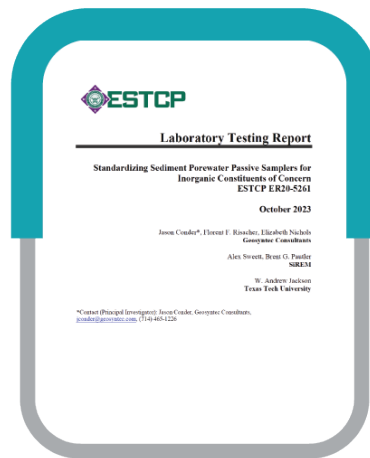 ESTCP
Laboratory Testing Report
Standardizing Sediment Porewater Passive Samplers for
Inorganic Constituents of Concern
ESTCP ER20-5261
October 2023
Jason Conder*, Florent F. Risacher, Elizabeth Nichols
Geosyntec Consultants
Alex Sweett, Brent G. Pautler
SiREM
W. Andrew Jackson
Texas Tech University
*Contact (Principal Investigator): Jason Conder, Geosyntec Consultants,
jconder@geosyntec.com, (714) 465-1226